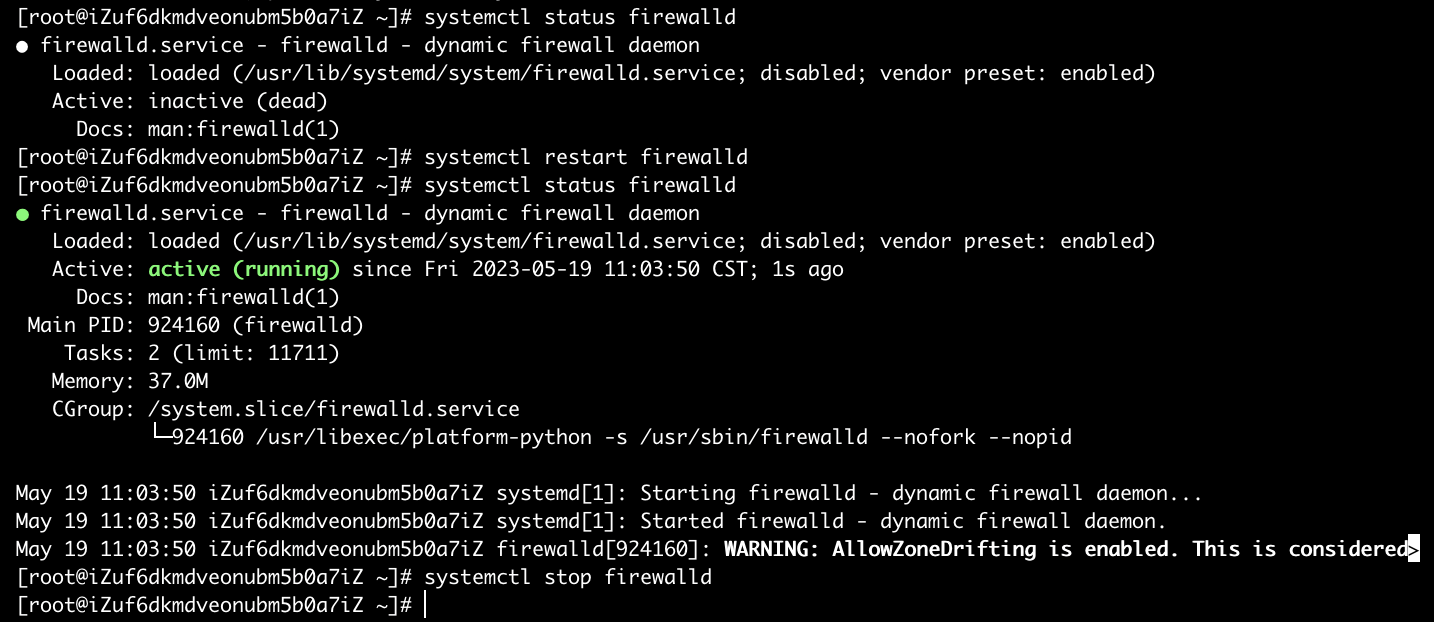 [root@iZuf6dkmdveonubm5b0a7iZ ~]# systemctl status firewalld
● firewalld.service - firewalld - dynamic firewall daemon
   Loaded: loaded (/usr/lib/systemd/system/firewalld.service; disabled; vendor preset: enabled)
   Active: inactive (dead)
     Docs: man:firewalld(1)
[root@iZuf6dkmdveonubm5b0a7iZ ~]# systemctl restart firewalld
[root@iZuf6dkmdveonubm5b0a7iZ ~]# systemctl status firewalld
● firewalld.service - firewalld - dynamic firewall daemon
   Loaded: loaded (/usr/lib/systemd/system/firewalld.service; disabled; vendor preset: enabled)
   Active: active (running) since Fri 2023-05-19 11:03:50 CST; 1s ago
     Docs: man:firewalld(1)
 Main PID: 924160 (firewalld)
    Tasks: 2 (limit: 11711)
   Memory: 37.0M
   CGroup: /system.slice/firewalld.service
           └─924160 /usr/libexec/platform-python -s /usr/sbin/firewalld --nofork --nopid
May 19 11:03:50 iZuf6dkmdveonubm5b0a7iZ systemd[1]: Starting firewalld - dynamic firewall daemon...
May 19 11:03:50 iZuf6dkmdveonubm5b0a7iZ systemd[1]: Started firewalld - dynamic firewall daemon.
May 19 11:03:50 iZuf6dkmdveonubm5b0a7iZ firewalld[924160]: WARNING: AllowZoneDrifting is enabled. This is considered>
[root@iZuf6dkmdveonubm5b0a7iZ ~]# systemctl stop firewalld
[root@iZuf6dkmdveonubm5b0a7iZ ~]#